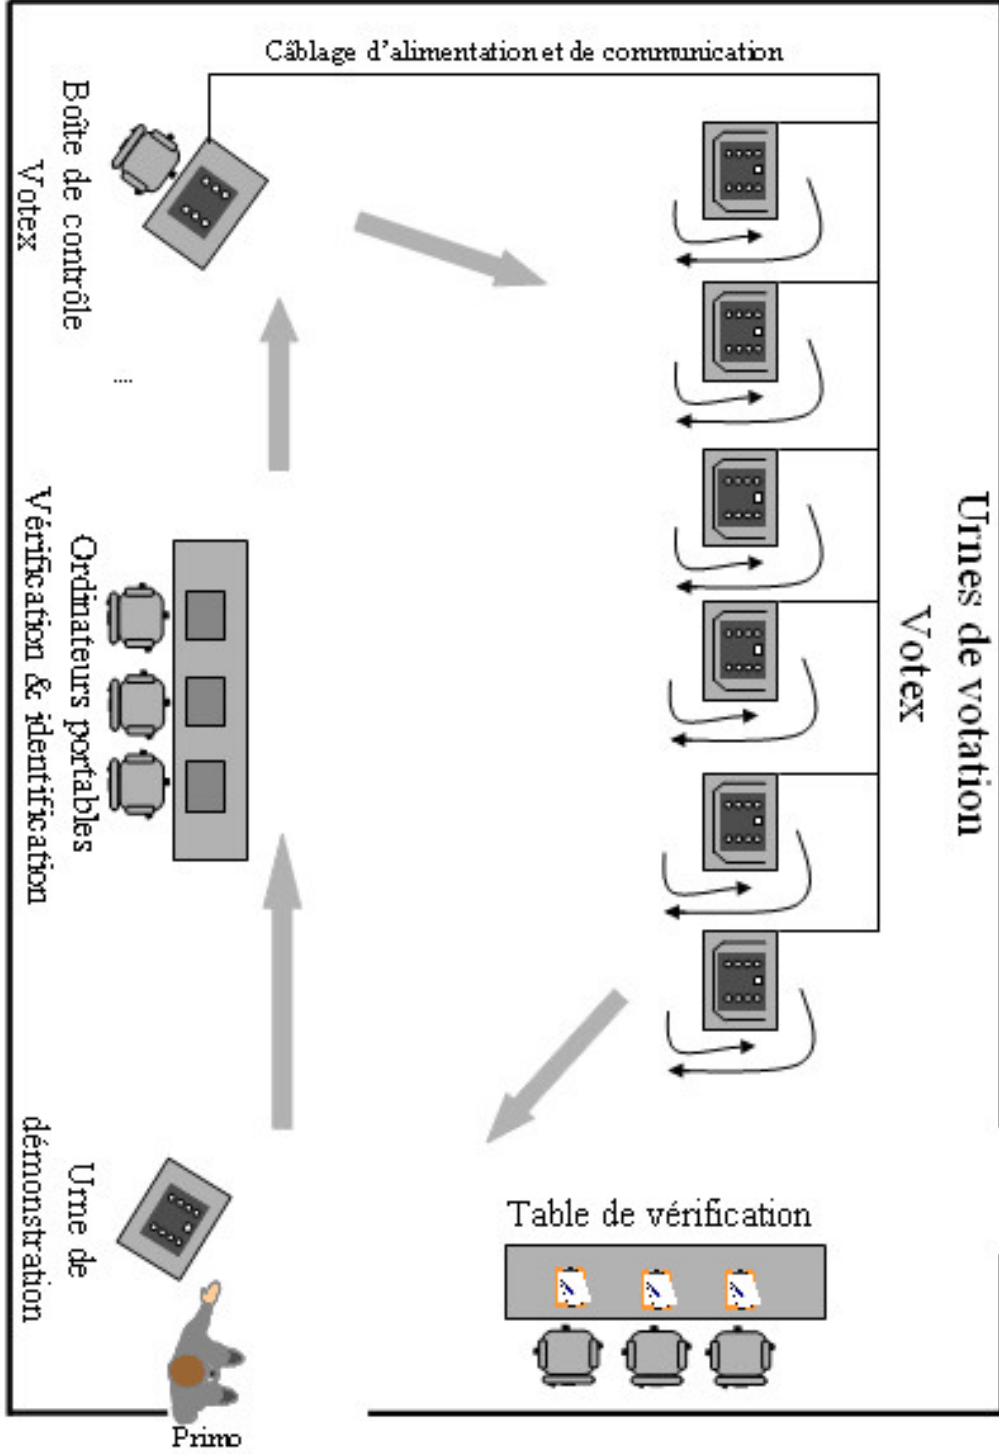 Câblage d'alimentation et de communication
Boîte de contrôle
Votex
....
Urnes de votation
Votex
Ordinateurs portables
Vérification & identification
Urne de
démonstration
Table de vérification
Primo